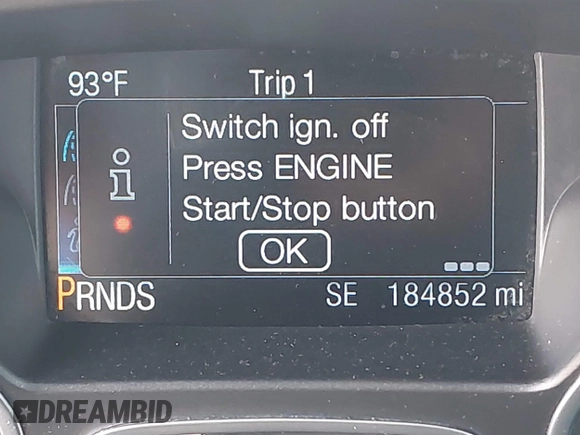 93°F Trip 1
Switch ign. off
Press ENGINE
Start/Stop button
OK
PRNDS SE 184852 mi
DREAMBID